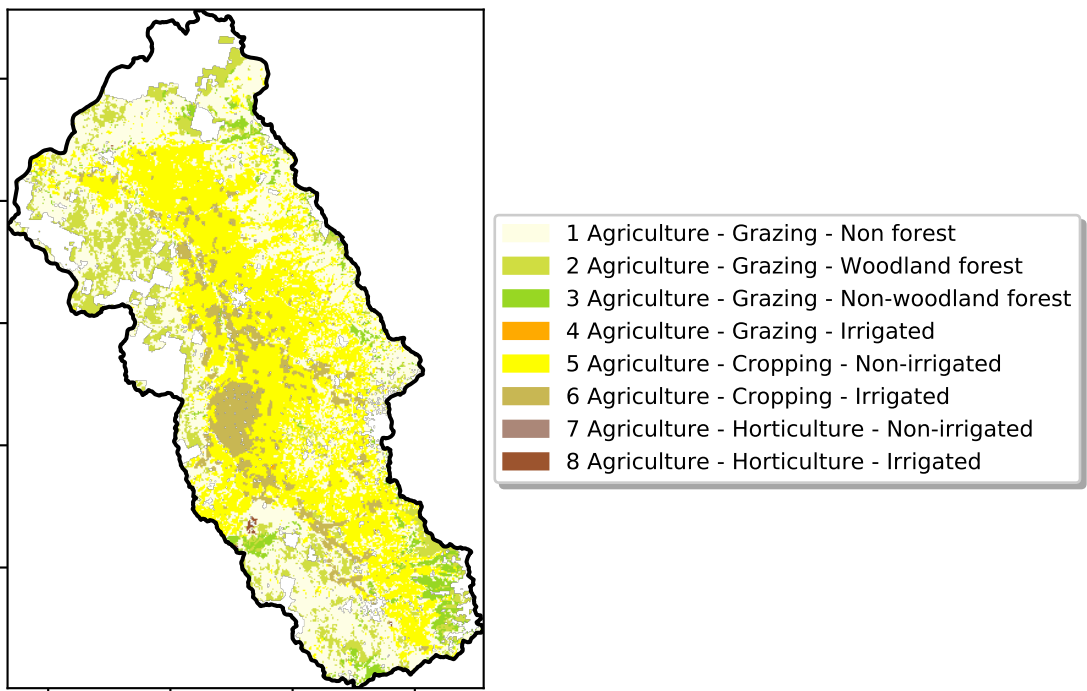 1 Agriculture - Grazing - Non forest
2 Agriculture - Grazing - Woodland forest
3 Agriculture - Grazing - Non-woodland forest
4 Agriculture - Grazing - Irrigated
5 Agriculture - Cropping - Non-irrigated
6 Agriculture - Cropping - Irrigated
7 Agriculture - Horticulture - Non-irrigated
8 Agriculture - Horticulture - Irrigated